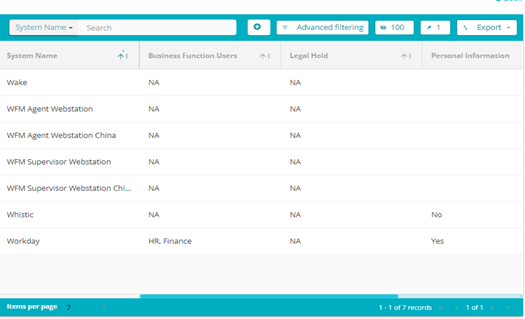 System Name Search Advanced filtering 100 1 Export
System Name 1 Business Function Users 1 Legal Hold 1 Personal Information
Wake NA NA
WFM Agent Webstation NA NA
WFM Agent Webstation China NA NA
WFM Supervisor Webstation NA NA
WFM Supervisor Webstation Chi... NA NA
Whistic NA NA No
Workday HR, Finance NA Yes
Items per page 7 1 - 1 of 7 records 1 of 1